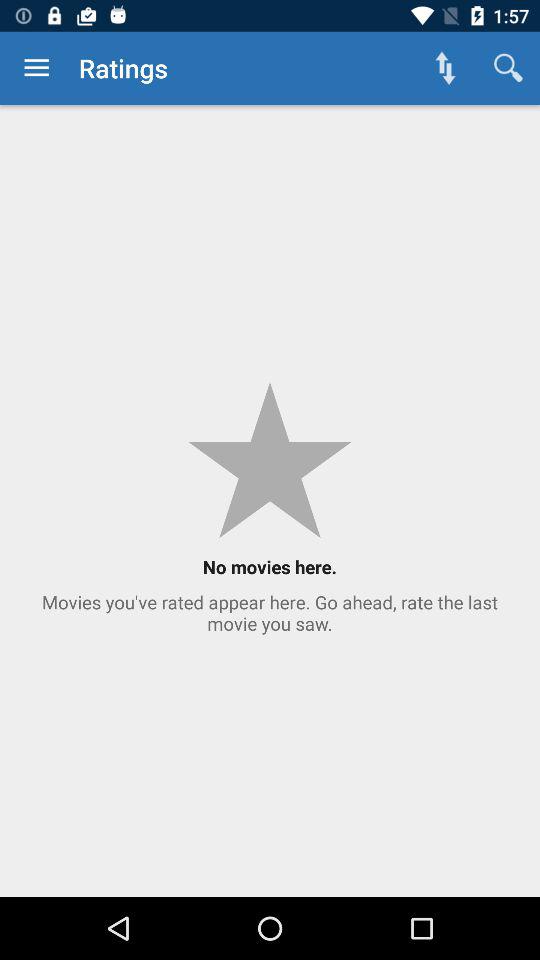 1:57
Ratings
No movies here.
Movies you've rated appear here. Go ahead, rate the last
movie you saw.